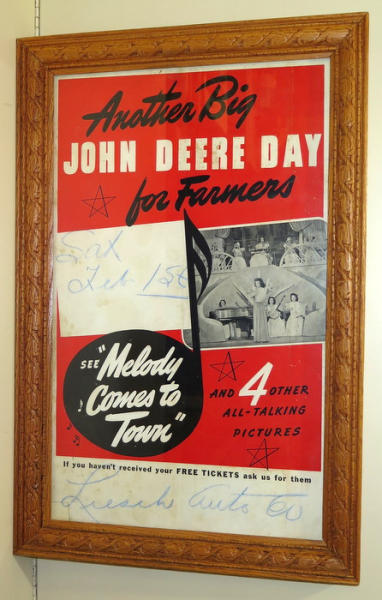 Another Big
JOHN DEERE DAY
for Farmers
Sat
Feb 1st
SEE "Melody
Comes to
Town"
AND 4 OTHER
ALL-TALKING
PICTURES
If you haven't received your FREE TICKETS ask us for them
Auto Co